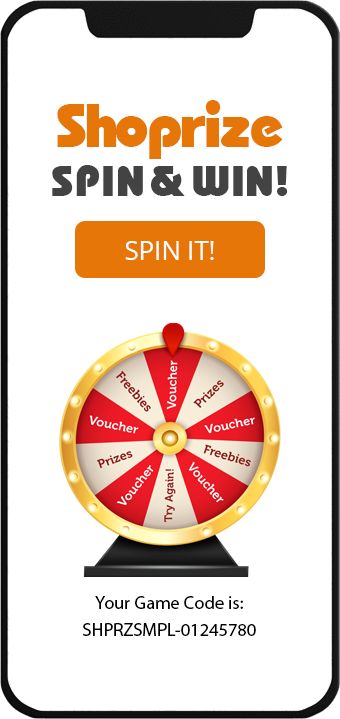 Shoprize
SPIN & WIN!
SPIN IT!
Voucher
Prizes
Voucher
Freebies
Voucher
Try Again!
Voucher
Prizes
Voucher
Freebies
Your Game Code is:
SHPRZSMPL-01245780